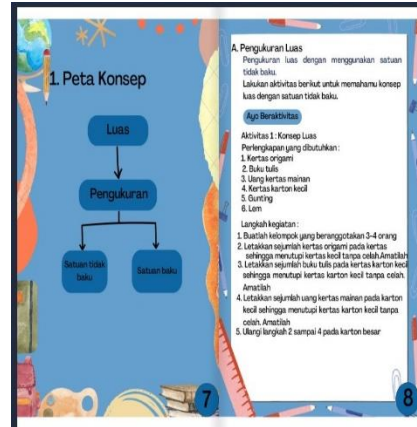 1. Peta Konsep
Luas
Pengukuran
Satuan tidak
baku
Satuan baku
7
A. Pengukuran Luas
Pengukuran luas dengan menggunakan satuan
tidak baku.
Lakukan aktivitas berikut untuk memahamu konsep
luas dengan satuan tidak baku.
Ayo Beraktivitas
Aktivitas 1 : Konsep Luas
Perlengkapan yang dibutuhkan :
1. Kertas origami
2. Buku tulis
3. Uang kertas mainan
4. Kertas karton kecil
5. Gunting
6. Lem
Langkah kegiatan :
1. Buatlah kelompok yang beranggotakan 3-4 orang
2. Letakkan sejumlah kertas origami pada kertas
sehingga menutupi kertas kecil tanpa celah.Amatilah
3. Letakkan sejumlah buku tulis pada kertas karton kecil
sehingga menutupi kertas karton kecil tanpa celah.
Amatilah
4. Letakkan sejumlah uang kertas mainan pada karton
kecil sehingga menutupi kertas karton kecil tanpa
celah. Amatilah
5. Ulangi langkah 2 sampai 4 pada karton besar
8